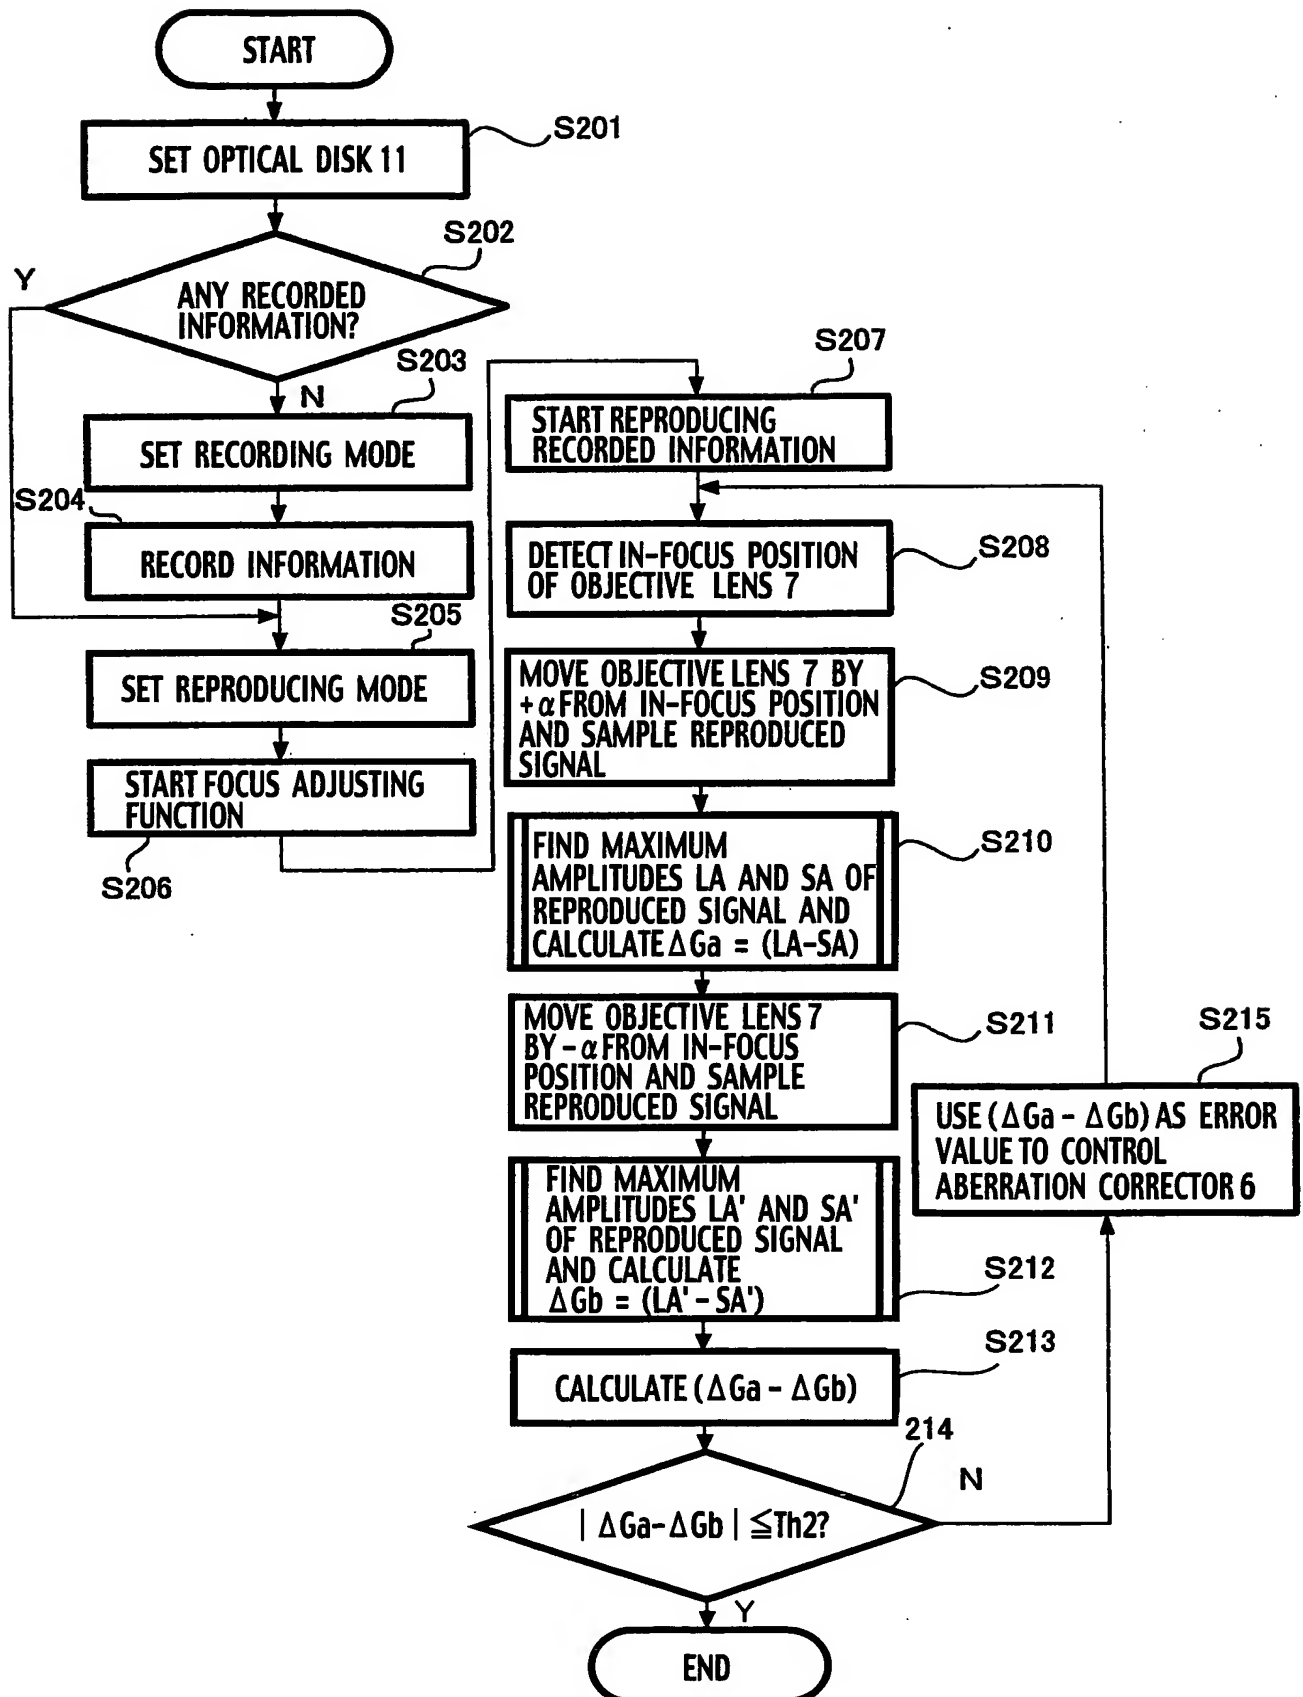 START
S201
SET OPTICAL DISK 11
S202
Y
ANY RECORDED
INFORMATION?
N
S203
SET RECORDING MODE
S204
RECORD INFORMATION
S205
SET REPRODUCING MODE
START FOCUS ADJUSTING
FUNCTION
S206
S207
START REPRODUCING
RECORDED INFORMATION
S208
DETECT IN-FOCUS POSITION
OF OBJECTIVE LENS 7
S209
MOVE OBJECTIVE LENS 7 BY
+α FROM IN-FOCUS POSITION
AND SAMPLE REPRODUCED
SIGNAL
S210
FIND MAXIMUM
AMPLITUDES LA AND SA OF
REPRODUCED SIGNAL AND
CALCULATE ΔGa = (LA-SA)
S211
MOVE OBJECTIVE LENS 7
BY -α FROM IN-FOCUS
POSITION AND SAMPLE
REPRODUCED SIGNAL
S212
FIND MAXIMUM
AMPLITUDES LA' AND SA'
OF REPRODUCED SIGNAL
AND CALCULATE
ΔGb = (LA' - SA')
S213
CALCULATE (ΔGa - ΔGb)
214
| ΔGa-ΔGb | ≦Th2?
N
Y
S215
USE (ΔGa - ΔGb) AS ERROR
VALUE TO CONTROL
ABERRATION CORRECTOR 6
END